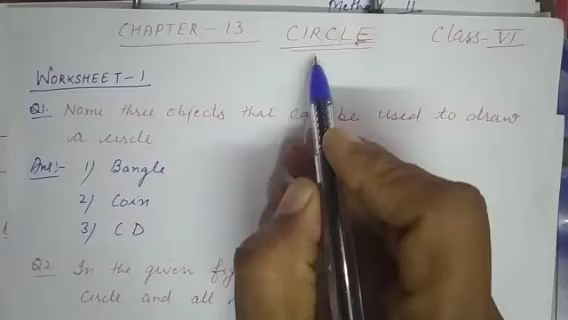 CHAPTER-13 CIRCLE Class-VI
WORKSHEET-1
Q1. Name three objects that can be used to draw
a circle
Ans:- 1) Bangle
2) Coin
3) CD
Q2. In the given
Circle and all